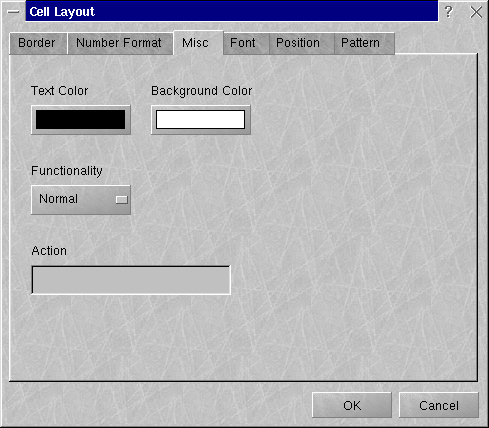 Cell Layout ?
Border Number Format Misc Font Position Pattern
Text Color Background Color
Functionality
Normal
Action
OK Cancel